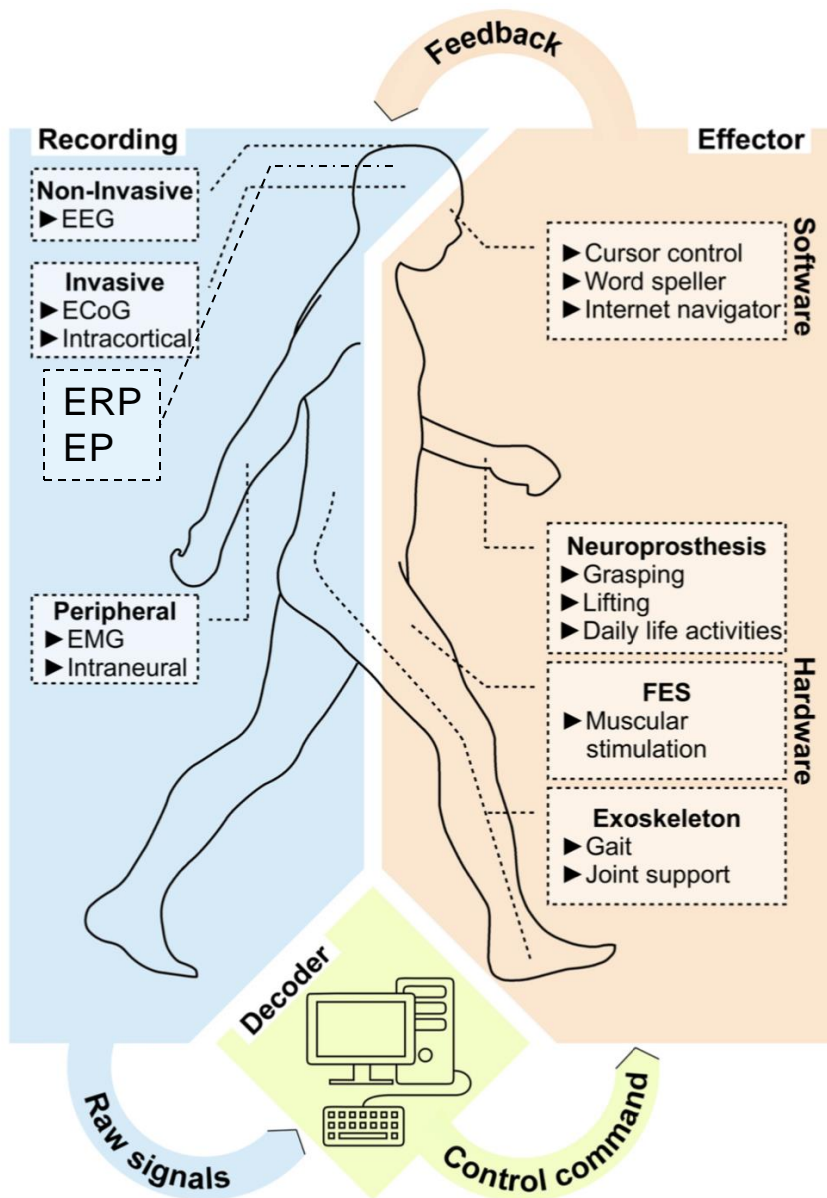 Feedback
Recording
Non-Invasive
►EEG
Invasive
►ECoG
►Intracortical
ERP
EP
Peripheral
►EMG
►Intraneural
Effector
Software
►Cursor control
►Word speller
►Internet navigator
Hardware
Neuroprosthesis
►Grasping
►Lifting
►Daily life activities
FES
►Muscular
stimulation
Exoskeleton
►Gait
►Joint support
Decoder
Raw signals
Control command